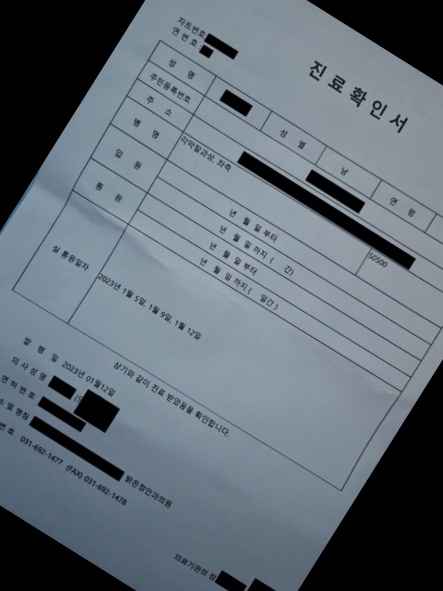 차트번호
연 번 호
진 료 확 인 서
성 명
성 별
남
연 령
주민등록번호
주 소
병 명
각막찰과상, 좌측
S0500
입 원
년 월 일 부터
년 월 일 까지 ( 간)
통 원
년 월 일 부터
년 월 일 까지 ( 일간 )
실 통원일자
2023년 1월 5일, 1월 9일, 1월 12일
상기와 같이 진료 받았음을 확인합니다.
발 행 일 2023년 01월12일
의 사 성 명
면 허 번 호
소 및 명칭 밝은청안과의원
번 호 031-692-1477 (FAX) 031-692-1478
의료기관의 장